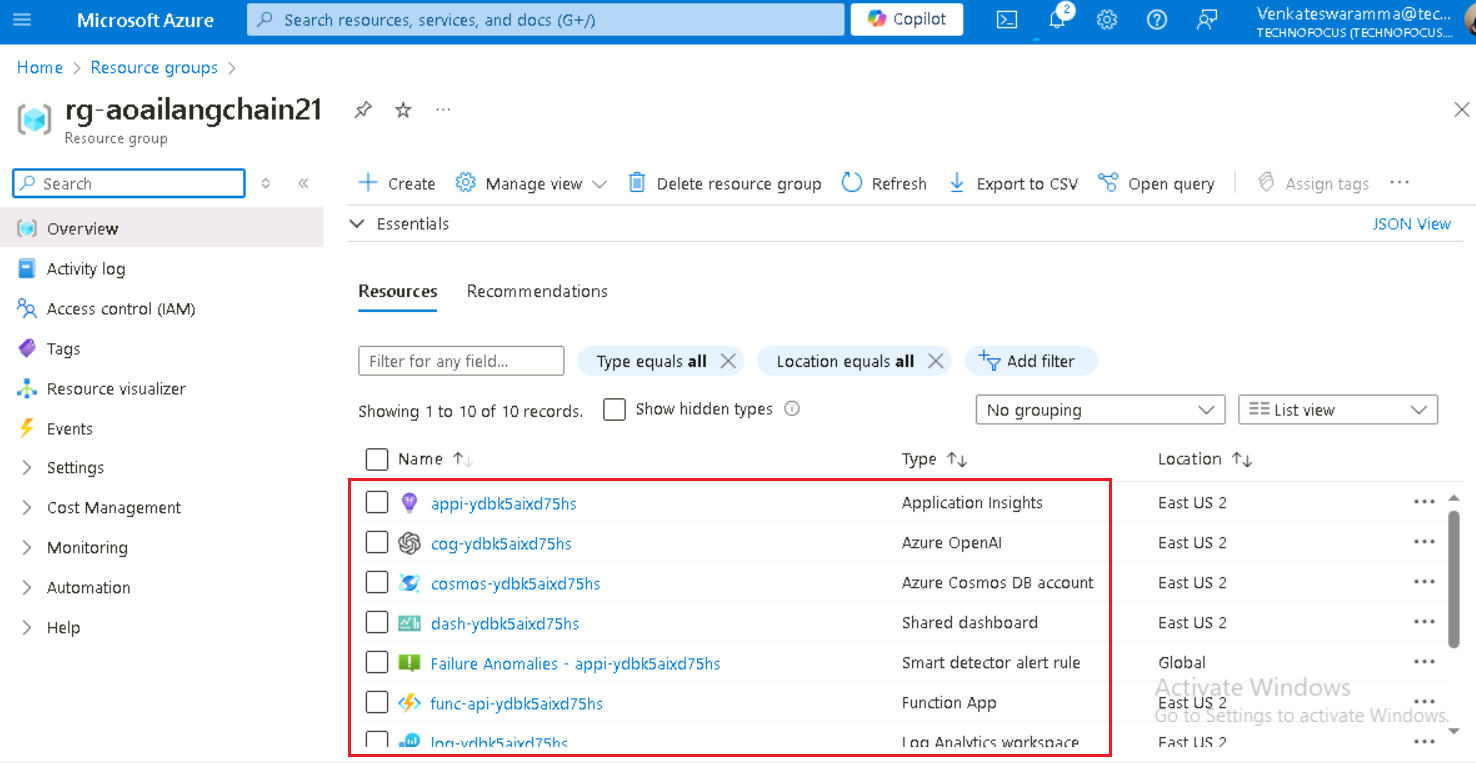 Microsoft Azure
Search resources, services, and docs (G+/)
Copilot
2
Venkateswaramma@tec...
TECHNOFOCUS (TECHNOFOCUS....
Home > Resource groups >
rg-aoailangchain21
Resource group
Search
Create
Manage view
Delete resource group
Refresh
Export to CSV
Open query
Assign tags
Essentials
JSON View
Overview
Activity log
Access control (IAM)
Tags
Resource visualizer
Events
Settings
Cost Management
Monitoring
Automation
Help
Resources
Recommendations
Filter for any field...
Type equals all
Location equals all
Add filter
Showing 1 to 10 of 10 records.
Show hidden types
No grouping
List view
Name Type Location
appi-ydbk5aixd75hs Application Insights East US 2
cog-ydbk5aixd75hs Azure OpenAI East US 2
cosmos-ydbk5aixd75hs Azure Cosmos DB account East US 2
dash-ydbk5aixd75hs Shared dashboard East US 2
Failure Anomalies - appi-ydbk5aixd75hs Smart detector alert rule Global
func-api-ydbk5aixd75hs Function App East US 2
log-ydbk5aixd75hs Log Analytics workspace East US 2
Activate Windows
Go to Settings to activate Windows.